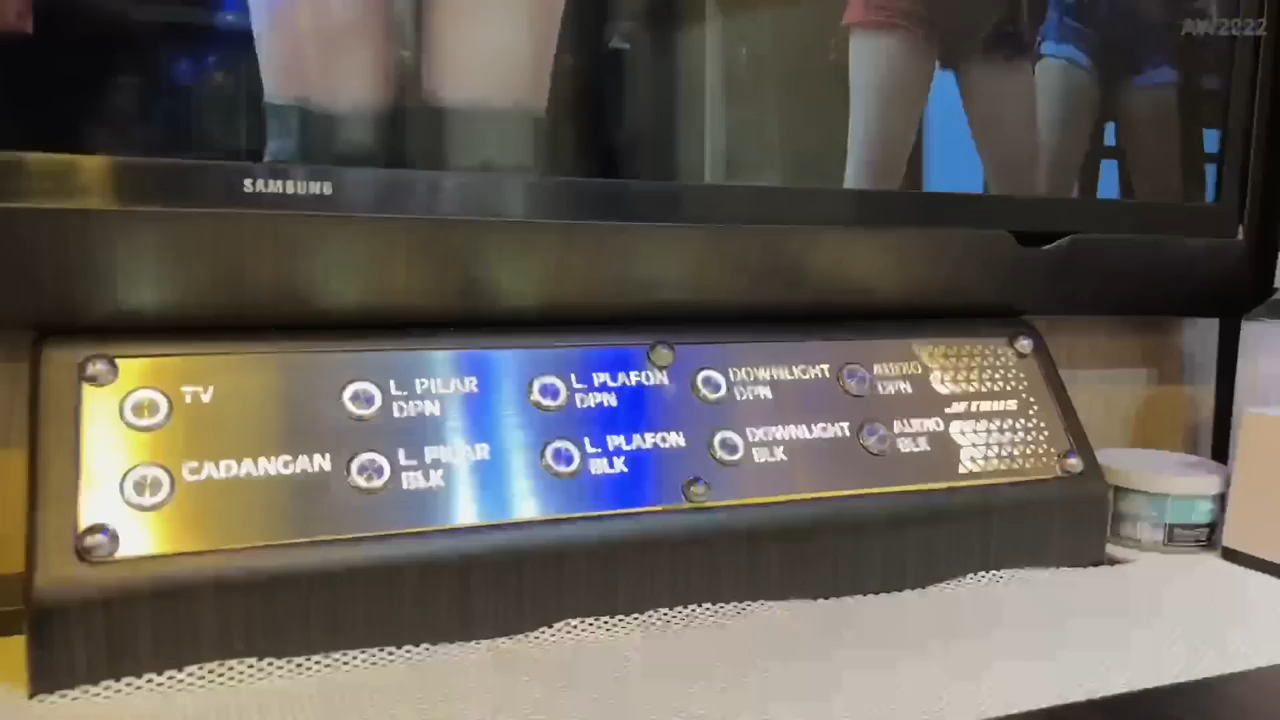 AW2022
SAMSUNG
TV
L. PILAR
DPN
L. PLAFON
DPN
DOWNLIGHT
DPN
AUDIO
DPN
JETBUS
CADANGAN
L. PILAR
BLK
L. PLAFON
BLK
DOWNLIGHT
BLK
AUDIO
BLK